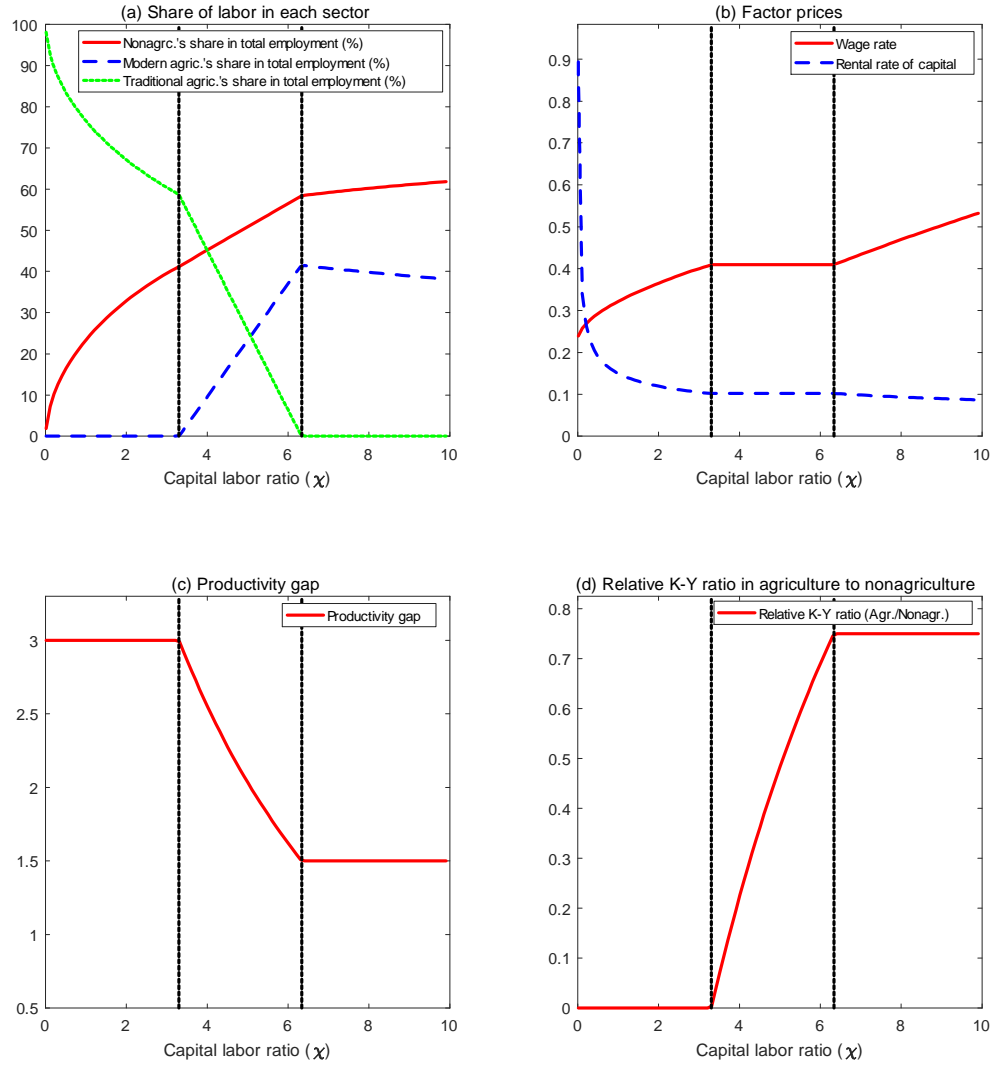 (a) Share of labor in each sector
Nonagrc.'s share in total employment (%)
Modern agric.'s share in total employment (%)
Traditional agric.'s share in total employment (%)
100
90
80
70
60
50
40
30
20
10
0
0 2 4 6 8 10
Capital labor ratio (χ)
(b) Factor prices
Wage rate
Rental rate of capital
0.9
0.8
0.7
0.6
0.5
0.4
0.3
0.2
0.1
0
0 2 4 6 8 10
Capital labor ratio (χ)
(c) Productivity gap
Productivity gap
3
2.5
2
1.5
1
0.5
0 2 4 6 8 10
Capital labor ratio (χ)
(d) Relative K-Y ratio in agriculture to nonagriculture
Relative K-Y ratio (Agr./Nonagr.)
0.8
0.7
0.6
0.5
0.4
0.3
0.2
0.1
0
0 2 4 6 8 10
Capital labor ratio (χ)